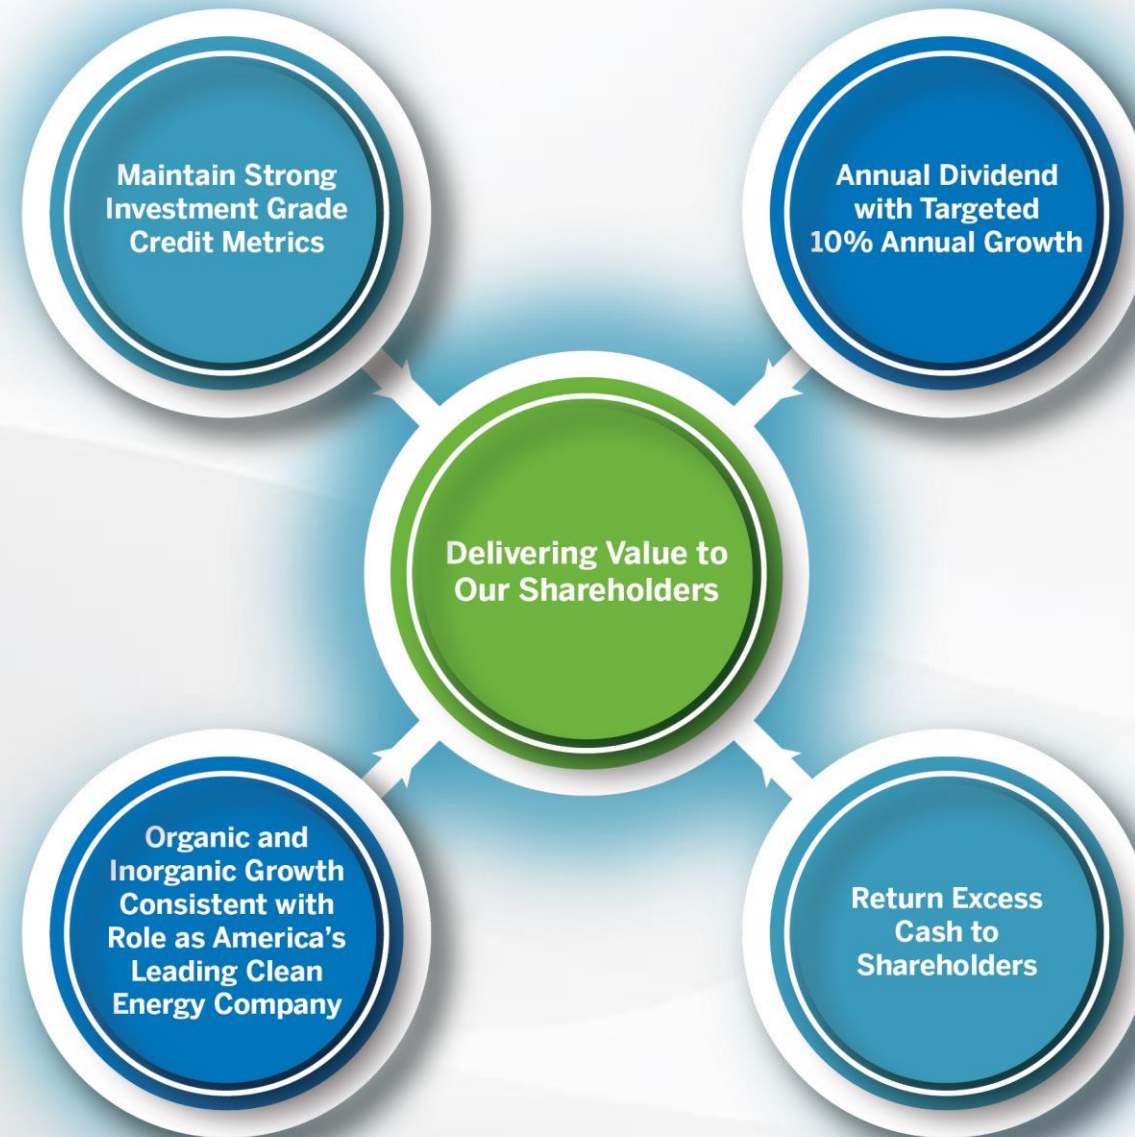 Maintain Strong
Investment Grade
Credit Metrics
Annual Dividend
with Targeted
10% Annual Growth
Delivering Value to
Our Shareholders
Organic and
Inorganic Growth
Consistent with
Role as America’s
Leading Clean
Energy Company
Return Excess
Cash to
Shareholders